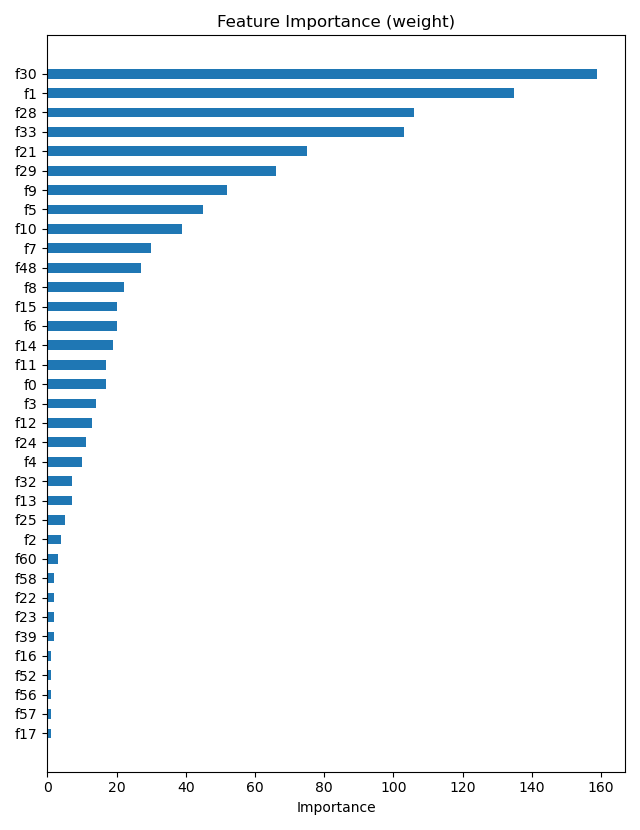 Feature Importance (weight)
f30
f1
f28
f33
f21
f29
f9
f5
f10
f7
f48
f8
f15
f6
f14
f11
f0
f3
f12
f24
f4
f32
f13
f25
f2
f60
f58
f22
f23
f39
f16
f52
f56
f57
f17
0 20 40 60 80 100 120 140 160
Importance